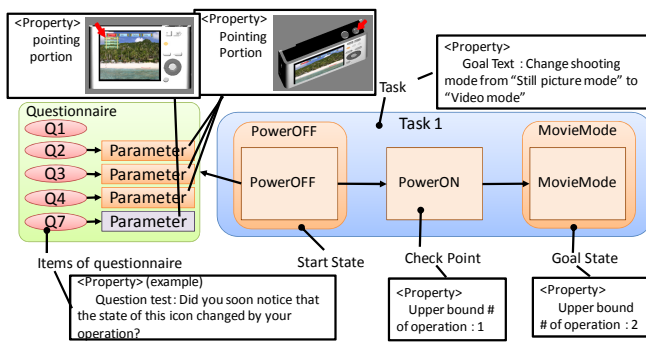 <Property>
pointing
portion
<Property>
Pointing
Portion
<Property>
Goal Text : Change shooting
mode from “Still picture mode” to
“Video mode”
Task
Questionnaire
Q1
Q2
Parameter
Q3
Parameter
Q4
Parameter
Q7
Parameter
Task 1
PowerOFF
PowerOFF
PowerON
MovieMode
MovieMode
Items of questionnaire
Start State
Check Point
Goal State
<Property> (example)
Question test : Did you soon notice that
the state of this icon changed by your
operation?
<Property>
Upper bound #
of operation : 1
<Property>
Upper bound
# of operation : 2